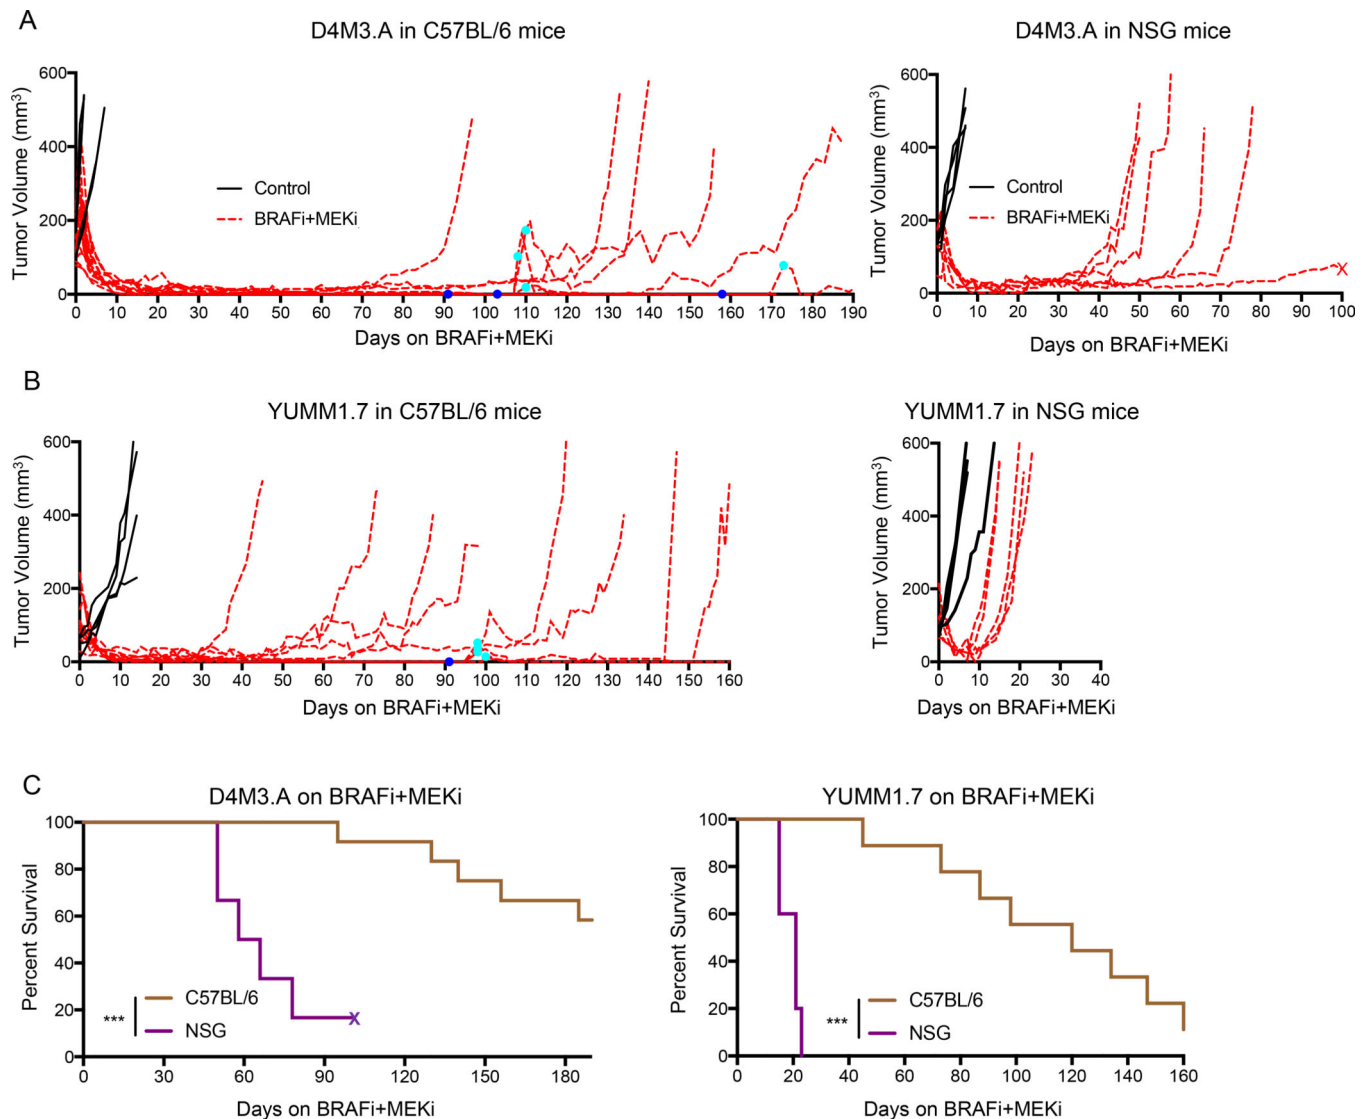 A
D4M3.A in C57BL/6 mice
D4M3.A in NSG mice
Tumor Volume (mm³)
600
400
200
0
Control
BRAFi+MEKi
0 10 20 30 40 50 60 70 80 90 100 110 120 130 140 150 160 170 180 190
Days on BRAFi+MEKi
Tumor Volume (mm³)
600
400
200
0
Control
BRAFi+MEKi
X
0 10 20 30 40 50 60 70 80 90 100
Days on BRAFi+MEKi
B
YUMM1.7 in C57BL/6 mice
YUMM1.7 in NSG mice
Tumor Volume (mm³)
600
400
200
0
0 10 20 30 40 50 60 70 80 90 100 110 120 130 140 150 160
Days on BRAFi+MEKi
Tumor Volume (mm³)
600
400
200
0
0 10 20 30 40
Days on BRAFi+MEKi
C
D4M3.A on BRAFi+MEKi
YUMM1.7 on BRAFi+MEKi
Percent Survival
100
80
60
40
20
0
C57BL/6
***
NSG
X
0 30 60 90 120 150 180
Days on BRAFi+MEKi
Percent Survival
100
80
60
40
20
0
C57BL/6
***
NSG
0 20 40 60 80 100 120 140 160
Days on BRAFi+MEKi